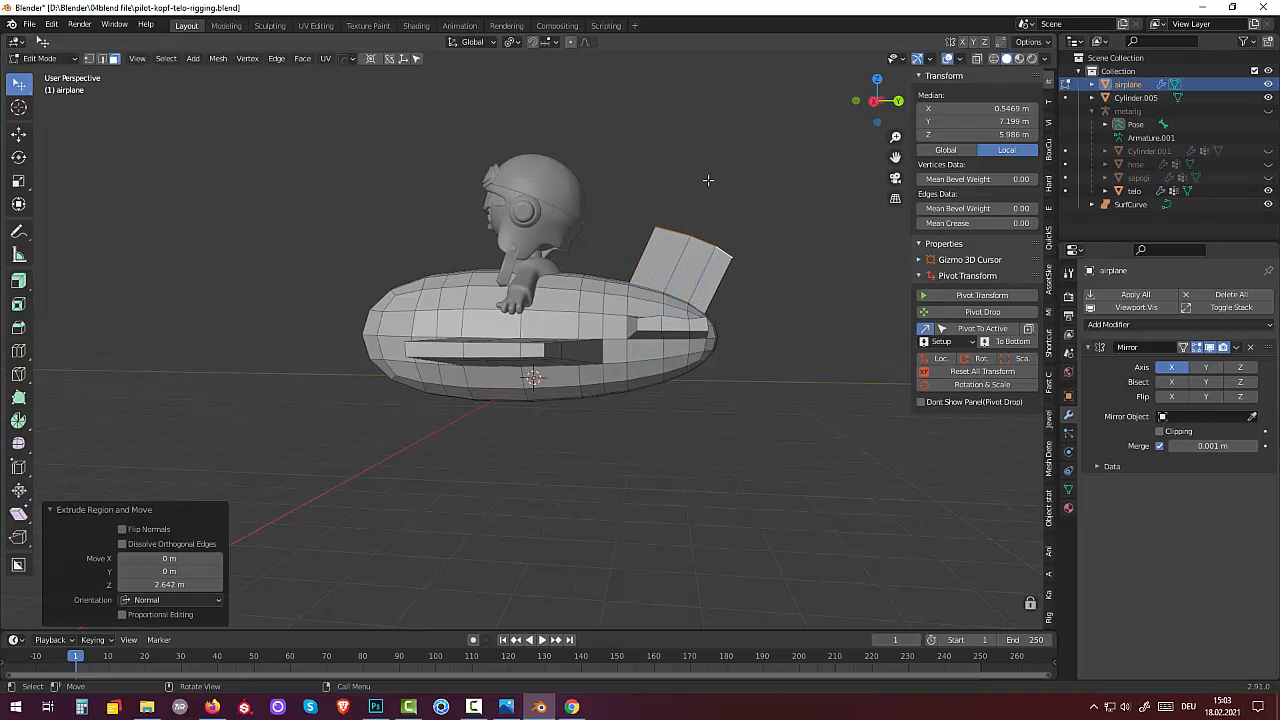 Blender* [D:\Blender\04blend file\pilot-kopf-telo-rigging.blend]
File Edit Render Window Help Layout Modeling Sculpting UV Editing Texture Paint Shading Animation Rendering Compositing Scripting + Scene View Layer
Global X Y Z Options
Edit Mode View Select Add Mesh Vertex Edge Face UV
User Perspective
(1) airplane
Z
X Y
Transform
Median:
X 0.5469 m
Y 7.199 m
Z 5.986 m
Global Local
Vertices Data:
Mean Bevel Weight 0.00
Edges Data:
Mean Bevel Weight 0.00
Mean Crease 0.00
Properties
Gizmo 3D Cursor
Pivot Transform
Pivot Transform
Pivot Drop
Pivot To Active
Setup To Bottom
Loc. Rot. Sca.
Reset All Transform
Rotation & Scale
Dont Show Panel(Pivot Drop)
Scene Collection
Collection
airplane
Cylinder.005
metarig
Pose
Armature.001
Cylinder.001
hose
sapogi
telo
SurfCurve
airplane
Apply All Delete All
Viewport Vis Toggle Stack
Add Modifier
Mirror
Axis X Y Z
Bisect X Y Z
Flip X Y Z
Mirror Object
Clipping
Merge 0.001 m
Data
Extrude Region and Move
Flip Normals
Dissolve Orthogonal Edges
Move X 0 m
Y 0 m
Z 2.642 m
Orientation Normal
Proportional Editing
Playback Keying View Marker 1 Start 1 End 250
-10 1 10 20 30 40 50 60 70 80 90 100 110 120 130 140 150 160 170 180 190 200 210 220 230 240 250 260
Select Move Rotate View Call Menu 2.91.0
DEU 15:03
18.02.2021